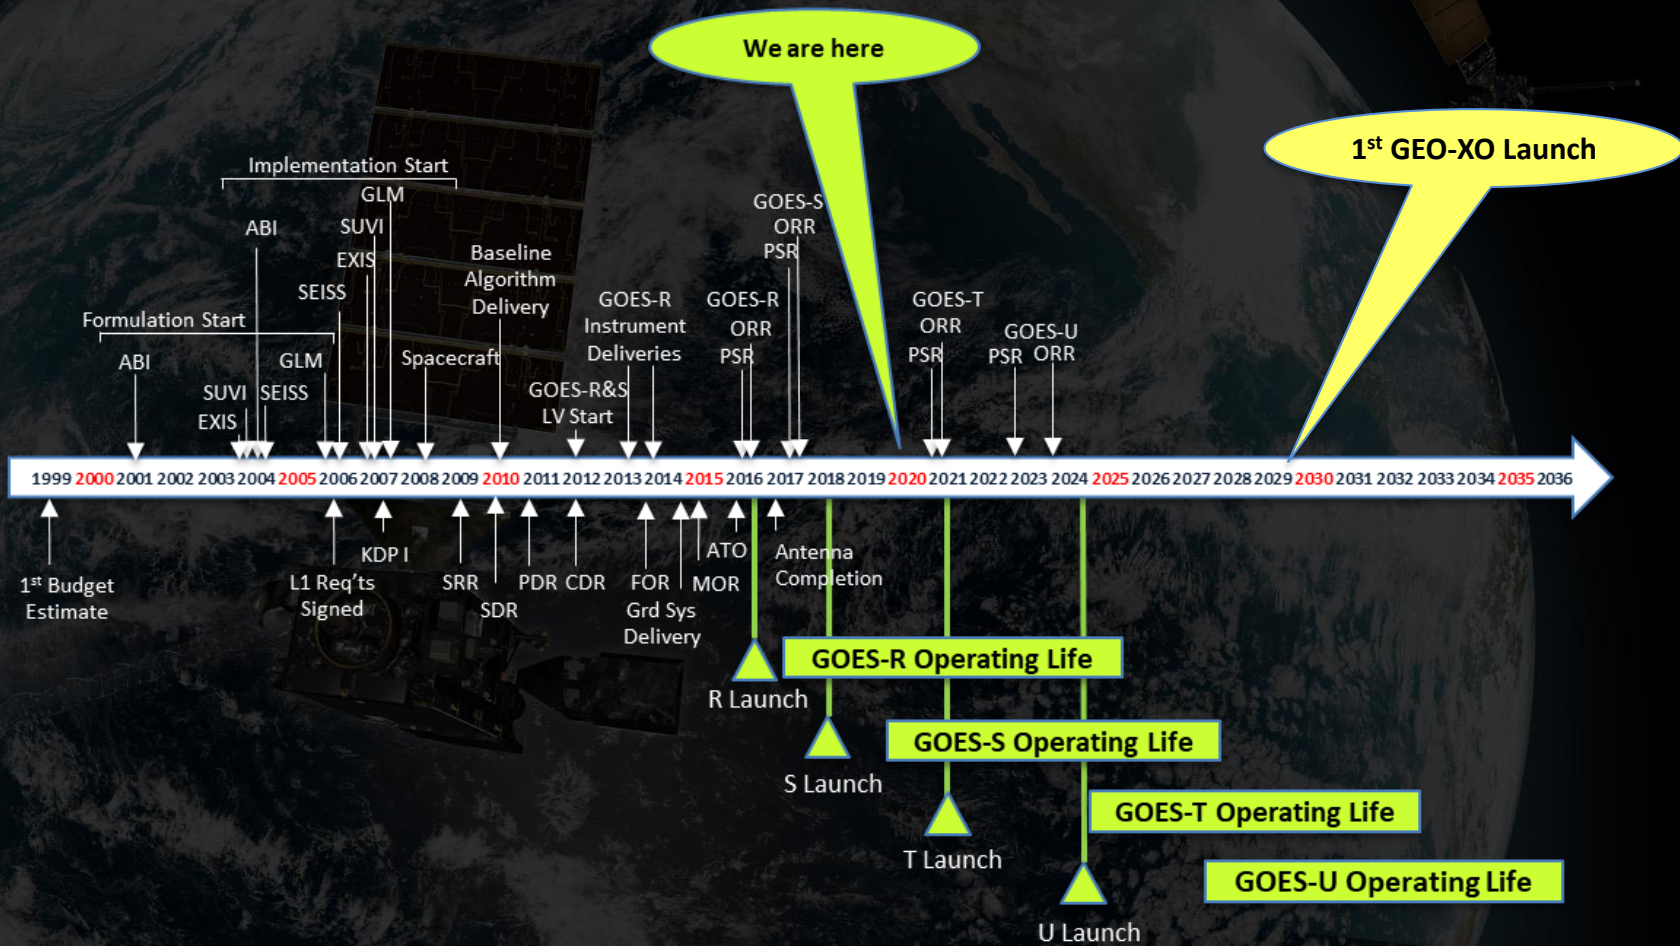 We are here
1st GEO-XO Launch
Implementation Start
GLM
ABI
SUVI
EXIS
SEISS
Formulation Start
ABI
GLM
SUVI
SEISS
EXIS
Spacecraft
Baseline
Algorithm
Delivery
GOES-R&S
LV Start
GOES-R
Instrument
Deliveries
GOES-R
ORR
PSR
GOES-S
ORR
PSR
GOES-T
ORR
PSR
GOES-U
PSR ORR
1999 2000 2001 2002 2003 2004 2005 2006 2007 2008 2009 2010 2011 2012 2013 2014 2015 2016 2017 2018 2019 2020 2021 2022 2023 2024 2025 2026 2027 2028 2029 2030 2031 2032 2033 2034 2035 2036
1st Budget
Estimate
L1 Req'ts
Signed
KDP I
SRR
SDR
PDR
CDR
FOR
Grd Sys
Delivery
MOR
ATO
Antenna
Completion
GOES-R Operating Life
R Launch
GOES-S Operating Life
S Launch
GOES-T Operating Life
T Launch
GOES-U Operating Life
U Launch